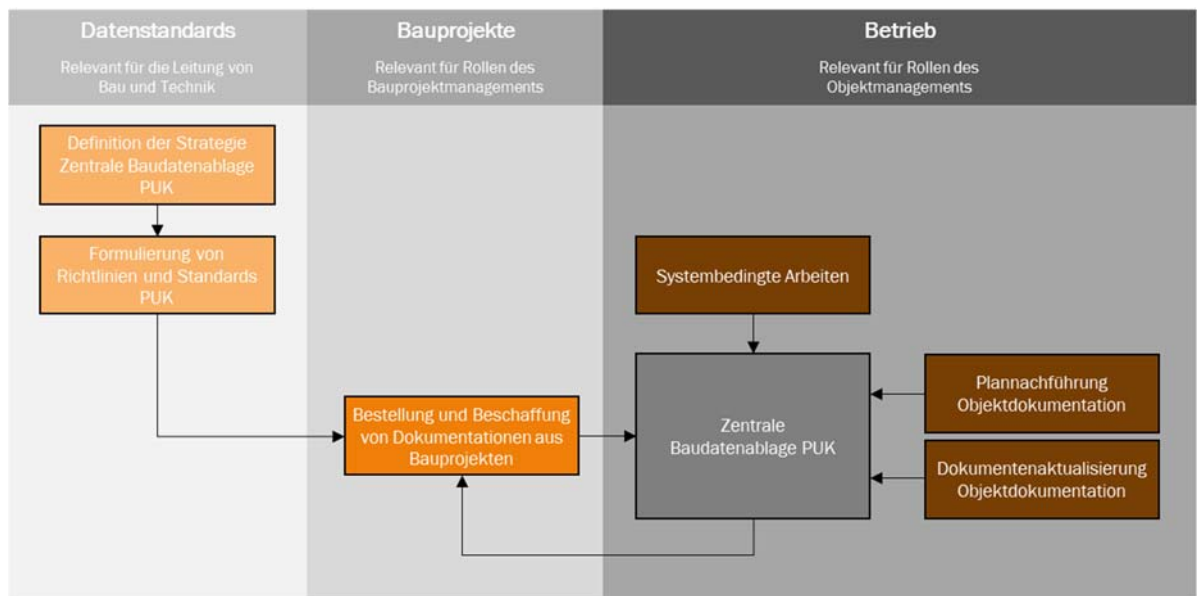 Datenstandards
Relevant für die Leitung von
Bau und Technik
Bauprojekte
Relevant für Rollen des
Bauprojektmanagements
Betrieb
Relevant für Rollen des
Objektmanagements
Definition der Strategie
Zentrale Baudatenablage
PUK
Formulierung von
Richtlinien und Standards
PUK
Systembedingte Arbeiten
Bestellung und Beschaffung
von Dokumentationen aus
Bauprojekten
Zentrale
Baudatenablage PUK
Plannachführung
Objektdokumentation
Dokumentenaktualisierung
Objektdokumentation